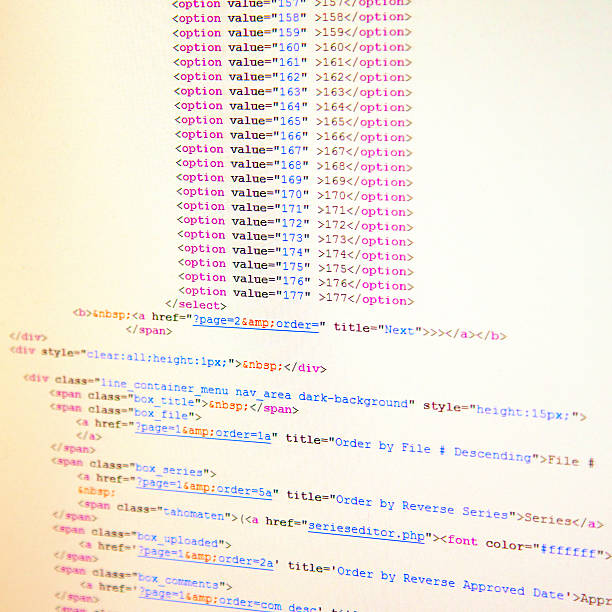 <option value="157" >157</option>
<option value="158" >158</option>
<option value="159" >159</option>
<option value="160" >160</option>
<option value="161" >161</option>
<option value="162" >162</option>
<option value="163" >163</option>
<option value="164" >164</option>
<option value="165" >165</option>
<option value="166" >166</option>
<option value="167" >167</option>
<option value="168" >168</option>
<option value="169" >169</option>
<option value="170" >170</option>
<option value="171" >171</option>
<option value="172" >172</option>
<option value="173" >173</option>
<option value="174" >174</option>
<option value="175" >175</option>
<option value="176" >176</option>
<option value="177" >177</option>
</select>
<b>&nbsp;<a href="?page=2&amp;order=" title="Next">>></a></b>
</span>
</div>
<div style="clear:all;height:1px;">&nbsp;</div>
<div class="line_container_menu nav_area dark-background" style="height:15px;">
<span class="box_title">&nbsp;</span>
<span class="box_file">
<a href="?page=1&amp;order=1a" title="Order by File # Descending">File #
</a>
</span>
<span class="box_series">
<a href="?page=1&amp;order=5a" title="Order by Reverse Series">Series</a>
&nbsp;
<span class="tahomaten">(<a href="serieseditor.php"><font color="#ffffff">
</span>
<span class="box_uploaded">
<a href='?page=1&amp;order=2a' title='Order by Reverse Approved Date'>Appr
</span>
<span class="box_comments">
<a href='?page=1&amp;order=com_desc'
</span>